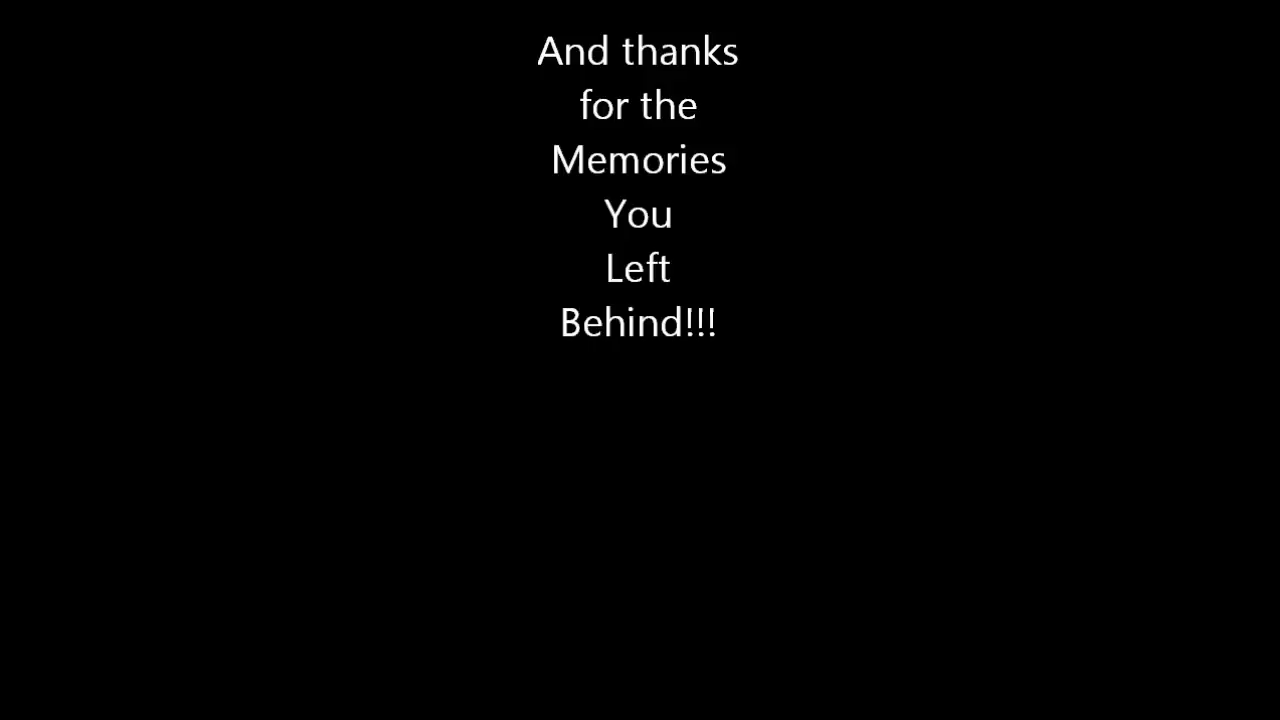 And thanks
for the
Memories
You
Left
Behind!!!